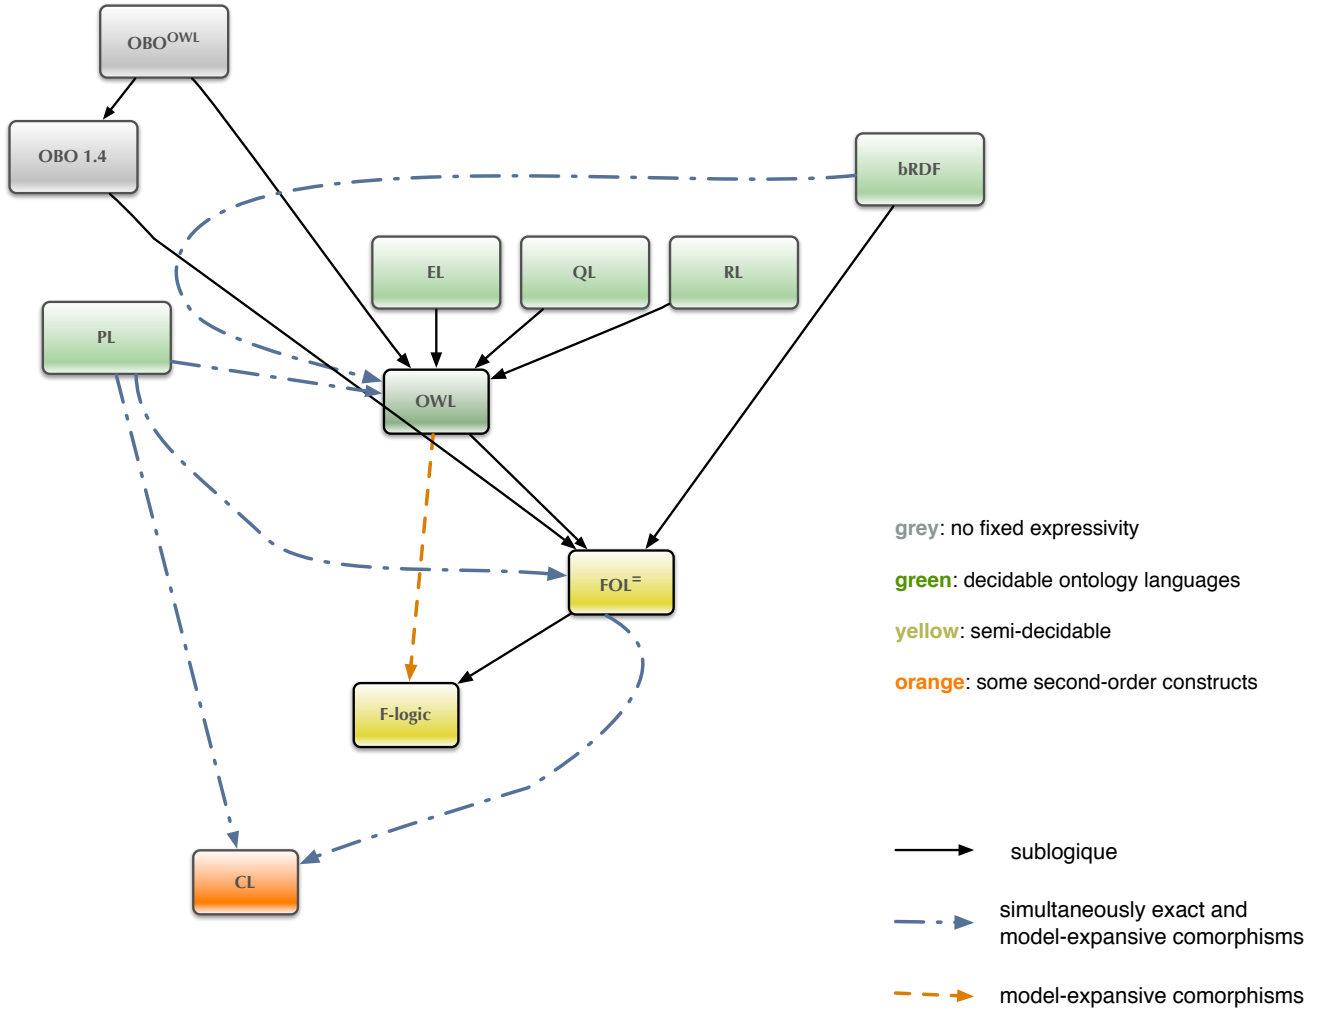 OBO^OWL
OBO 1.4
bRDF
EL
QL
RL
PL
OWL
FOL^=
F-logic
CL
grey: no fixed expressivity
green: decidable ontology languages
yellow: semi-decidable
orange: some second-order constructs
sublogique
simultaneously exact and
model-expansive comorphisms
model-expansive comorphisms